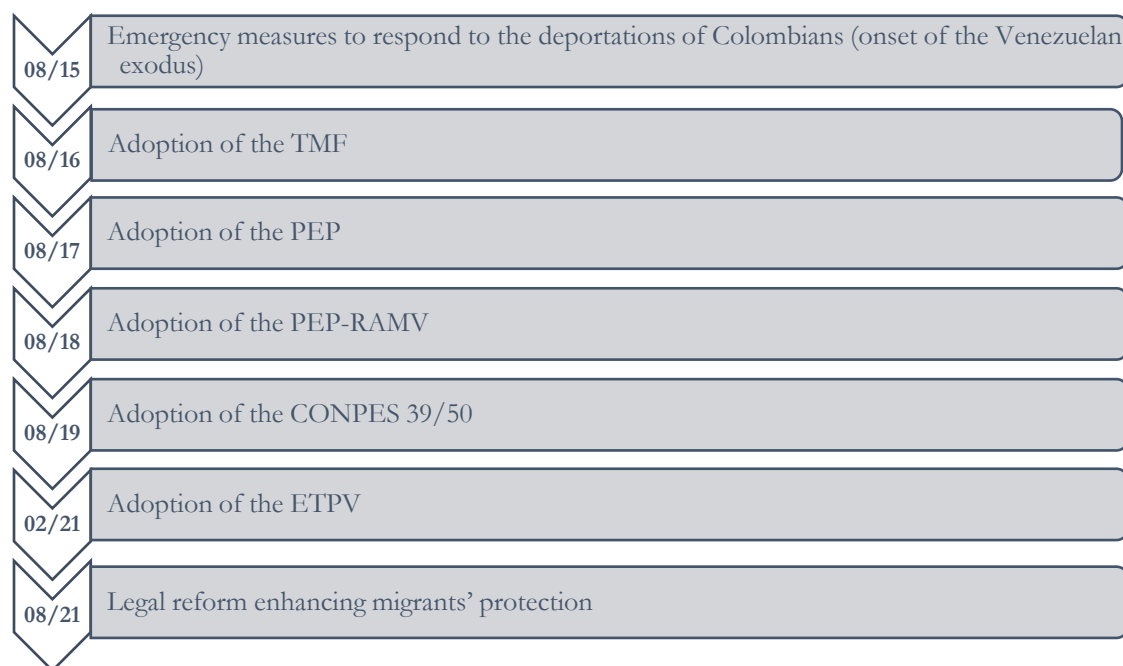 08/15
Emergency measures to respond to the deportations of Colombians (onset of the Venezuelan
exodus)
08/16
Adoption of the TMF
08/17
Adoption of the PEP
08/18
Adoption of the PEP-RAMV
08/19
Adoption of the CONPES 39/50
02/21
Adoption of the ETPV
08/21
Legal reform enhancing migrants’ protection